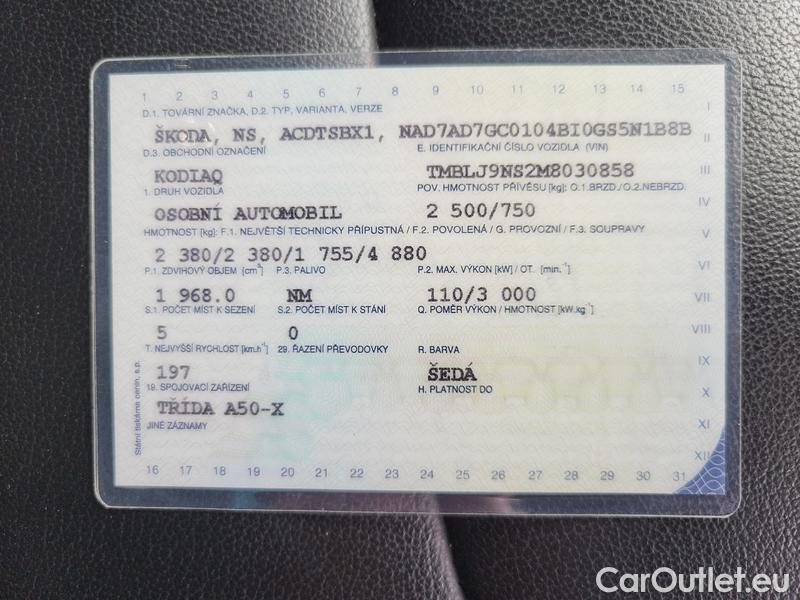 1 2 3 4 5 6 7 8 9 10 11 12 13 14 15
D.1. TOVÁRNÍ ZNAČKA, D.2. TYP, VARIANTA, VERZE
I
ŠKODA, NS, ACDTSBX1, NAD7AD7GC0104BI0GS5N1B8B
II
D.3. OBCHODNÍ OZNAČENÍ E. IDENTIFIKAČNÍ ČÍSLO VOZIDLA (VIN)
KODIAQ TMBLJ9NS2M8030858
III
1. DRUH VOZIDLA POV. HMOTNOST PŘÍVĚSU [kg]: O.1.BRZD./O.2.NEBRZD.
OSOBNÍ AUTOMOBIL 2 500/750
IV
HMOTNOST [kg]: F.1. NEJVĚTŠÍ TECHNICKY PŘÍPUSTNÁ / F.2. POVOLENÁ / G. PROVOZNÍ / F.3. SOUPRAVY
V
2 380/2 380/1 755/4 880
P.1. ZDVIHOVÝ OBJEM [cm³] P.3. PALIVO P.2. MAX. VÝKON [kW] / OT. [min.⁻¹]
VI
1 968.0 NM 110/3 000
VII
S.1. POČET MÍST K SEZENÍ S.2. POČET MÍST K STÁNÍ Q. POMĚR VÝKON / HMOTNOST [kW.kg⁻¹]
5 0
VIII
T. NEJVYŠŠÍ RYCHLOST [km.h⁻¹] 29. ŘAZENÍ PŘEVODOVKY R. BARVA
197 ŠEDÁ
IX
19. SPOJOVACÍ ZAŘÍZENÍ H. PLATNOST DO
X
TŘÍDA A50-X
XI
JINÉ ZÁZNAMY
XII
16 17 18 19 20 21 22 23 24 25 26 27 28 29 30 31
Státní tiskárna cenin, s.p.
CarOutlet.eu